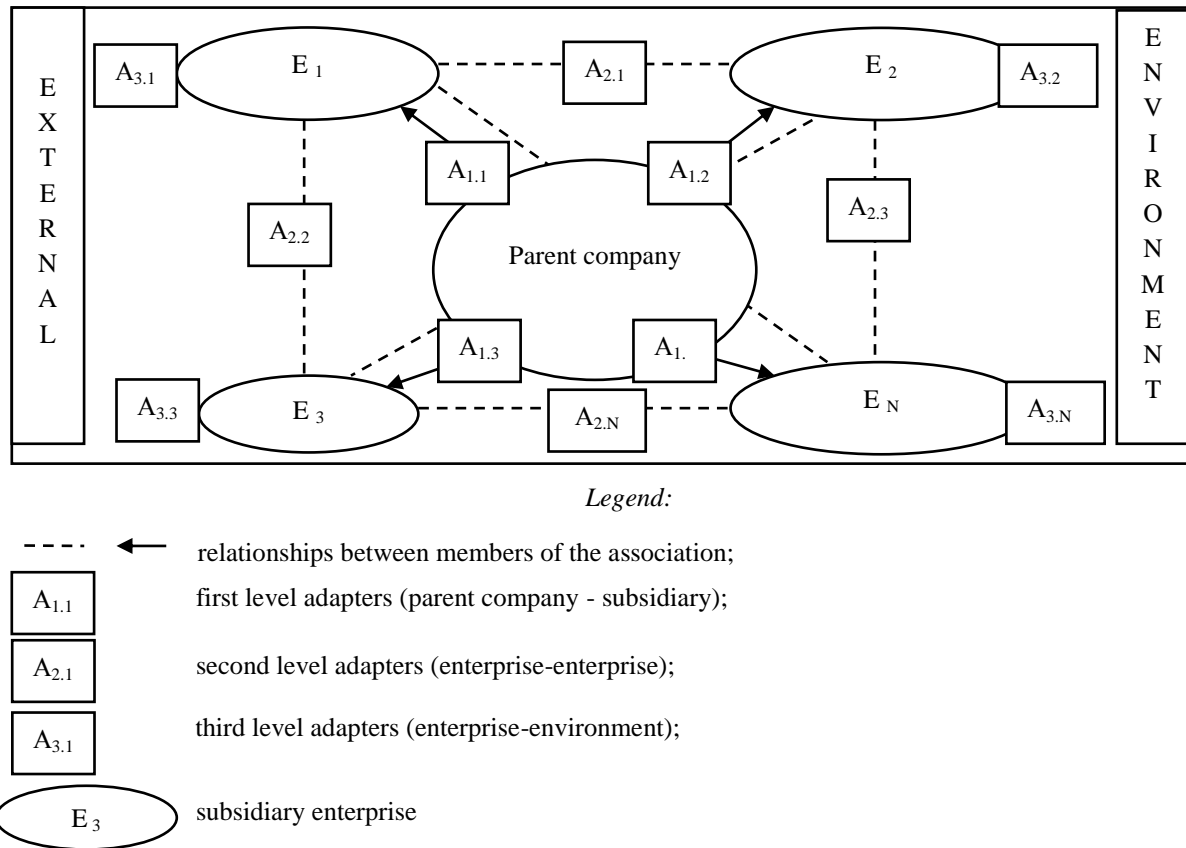 EXTERNAL
ENVIRONMENT
A3.1
E 1
A2.1
E 2
A3.2
A1.1
A1.2
A2.2
A2.3
Parent company
A1.3
A1.
A3.3
E 3
A2.N
E N
A3.N
Legend:
relationships between members of the association;
A1.1 first level adapters (parent company - subsidiary);
A2.1 second level adapters (enterprise-enterprise);
A3.1 third level adapters (enterprise-environment);
E 3 subsidiary enterprise